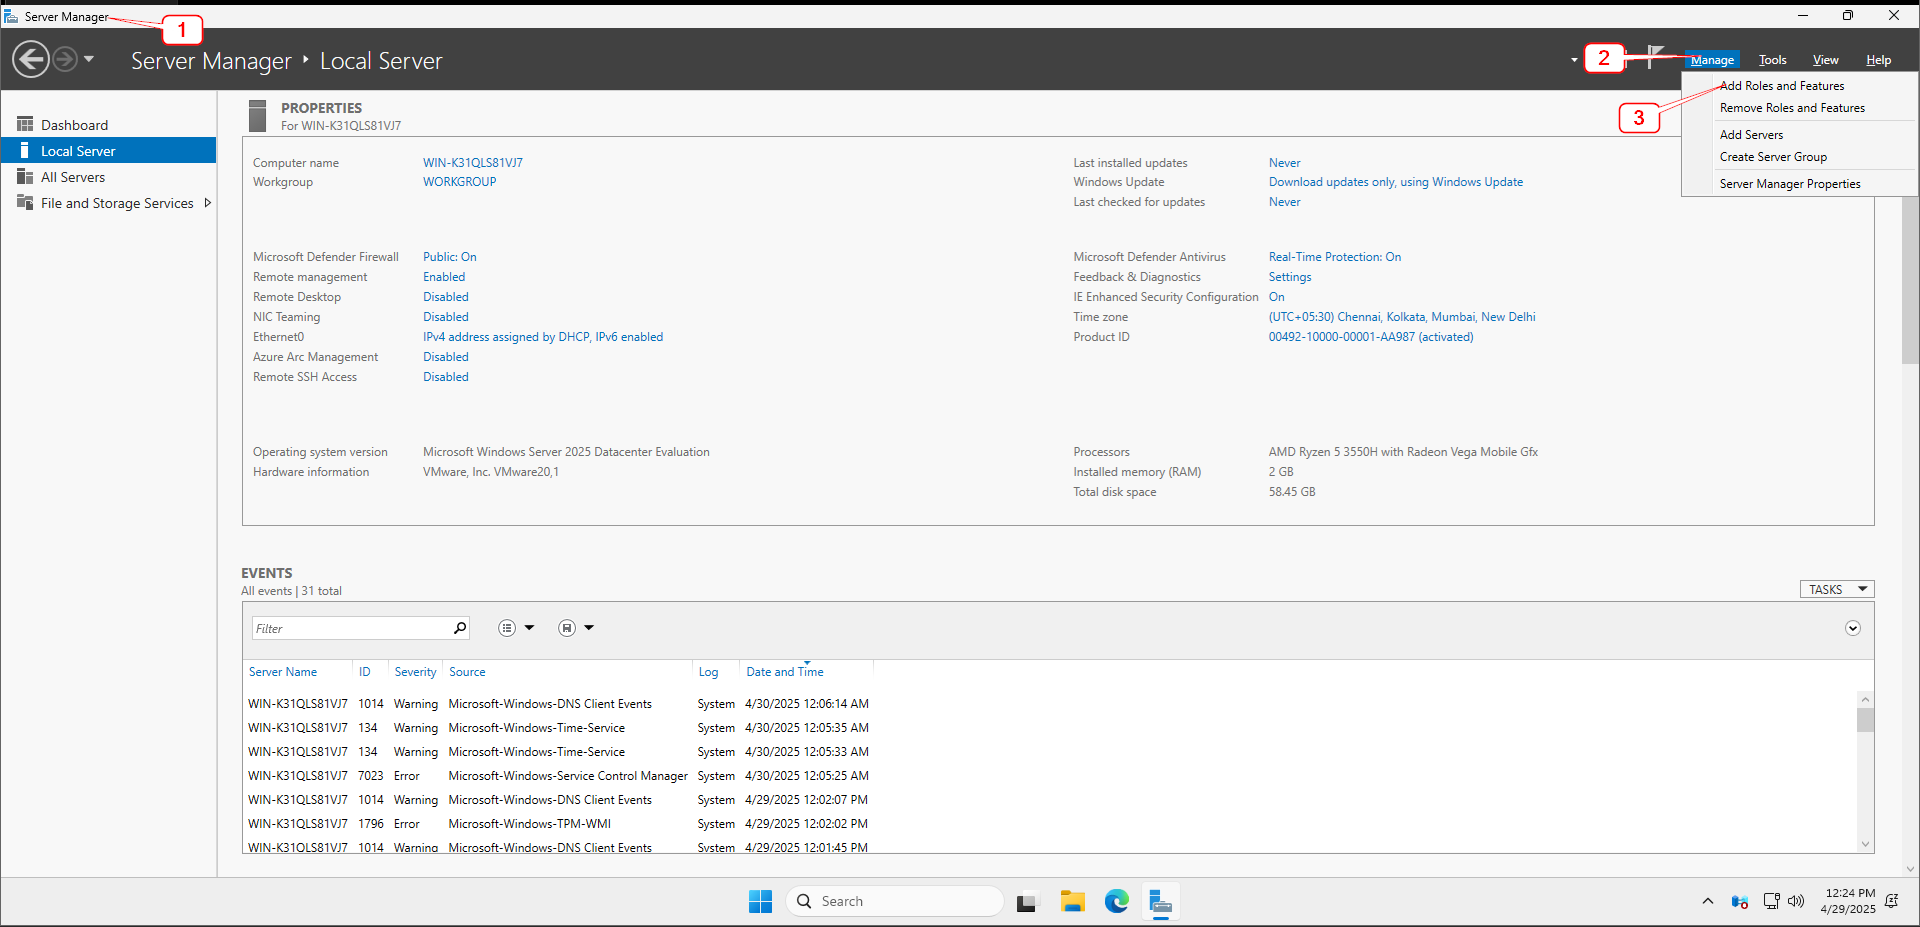 Server Manager
1
Server Manager ‣ Local Server
2
Manage Tools View Help
Add Roles and Features
3
Remove Roles and Features
Add Servers
Create Server Group
Server Manager Properties
Dashboard
Local Server
All Servers
File and Storage Services
PROPERTIES
For WIN-K31QLS81VJ7
Computer name WIN-K31QLS81VJ7
Workgroup WORKGROUP
Last installed updates Never
Windows Update Download updates only, using Windows Update
Last checked for updates Never
Microsoft Defender Firewall Public: On
Remote management Enabled
Remote Desktop Disabled
NIC Teaming Disabled
Ethernet0 IPv4 address assigned by DHCP, IPv6 enabled
Azure Arc Management Disabled
Remote SSH Access Disabled
Microsoft Defender Antivirus Real-Time Protection: On
Feedback & Diagnostics Settings
IE Enhanced Security Configuration On
Time zone (UTC+05:30) Chennai, Kolkata, Mumbai, New Delhi
Product ID 00492-10000-00001-AA987 (activated)
Operating system version Microsoft Windows Server 2025 Datacenter Evaluation
Hardware information VMware, Inc. VMware20,1
Processors AMD Ryzen 5 3550H with Radeon Vega Mobile Gfx
Installed memory (RAM) 2 GB
Total disk space 58.45 GB
EVENTS
All events | 31 total
TASKS
Filter
Server Name ID Severity Source Log Date and Time
WIN-K31QLS81VJ7 1014 Warning Microsoft-Windows-DNS Client Events System 4/30/2025 12:06:14 AM
WIN-K31QLS81VJ7 134 Warning Microsoft-Windows-Time-Service System 4/30/2025 12:05:35 AM
WIN-K31QLS81VJ7 134 Warning Microsoft-Windows-Time-Service System 4/30/2025 12:05:33 AM
WIN-K31QLS81VJ7 7023 Error Microsoft-Windows-Service Control Manager System 4/30/2025 12:05:25 AM
WIN-K31QLS81VJ7 1014 Warning Microsoft-Windows-DNS Client Events System 4/29/2025 12:02:07 PM
WIN-K31QLS81VJ7 1796 Error Microsoft-Windows-TPM-WMI System 4/29/2025 12:02:02 PM
WIN-K31QLS81VJ7 1014 Warning Microsoft-Windows-DNS Client Events System 4/29/2025 12:01:45 PM
Search
12:24 PM
4/29/2025